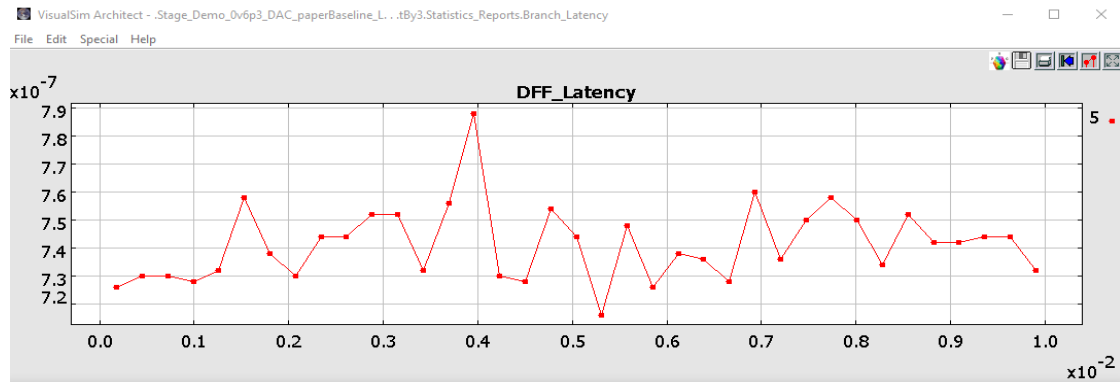 VisualSim Architect - .Stage_Demo_0v6p3_DAC_paperBaseline_L. . .tBy3.Statistics_Reports.Branch_Latency
File Edit Special Help
x10^-7
DFF_Latency
7.9
7.8
7.7
7.6
7.5
7.4
7.3
7.2
5
0.0 0.1 0.2 0.3 0.4 0.5 0.6 0.7 0.8 0.9 1.0
x10^-2